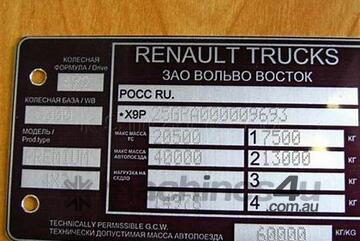 КОЛЕСНАЯ
ФОРМУЛА / Drive
RENAULT TRUCKS
ЗАО ВОЛЬВО ВОСТОК
КОЛЕСНАЯ БАЗА / WB
РОСС RU.
МОДЕЛЬ /
Prod.type
PREMIUM
МАКС МАССА
ТС
20500
1 7500 КГ
МАКС МАССА
АВТОПОЕЗДА
40000
2 13000 КГ
НАГРУЗКА НА
СЕДЛО
3 КГ
4 КГ
machines4u
.com.au
TECHNICALLY PERMISSIBLE G.C.W.
ТЕХНИЧЕСКИ ДОПУСТИМАЯ МАССА АВТОПОЕЗДА
60000 КГ